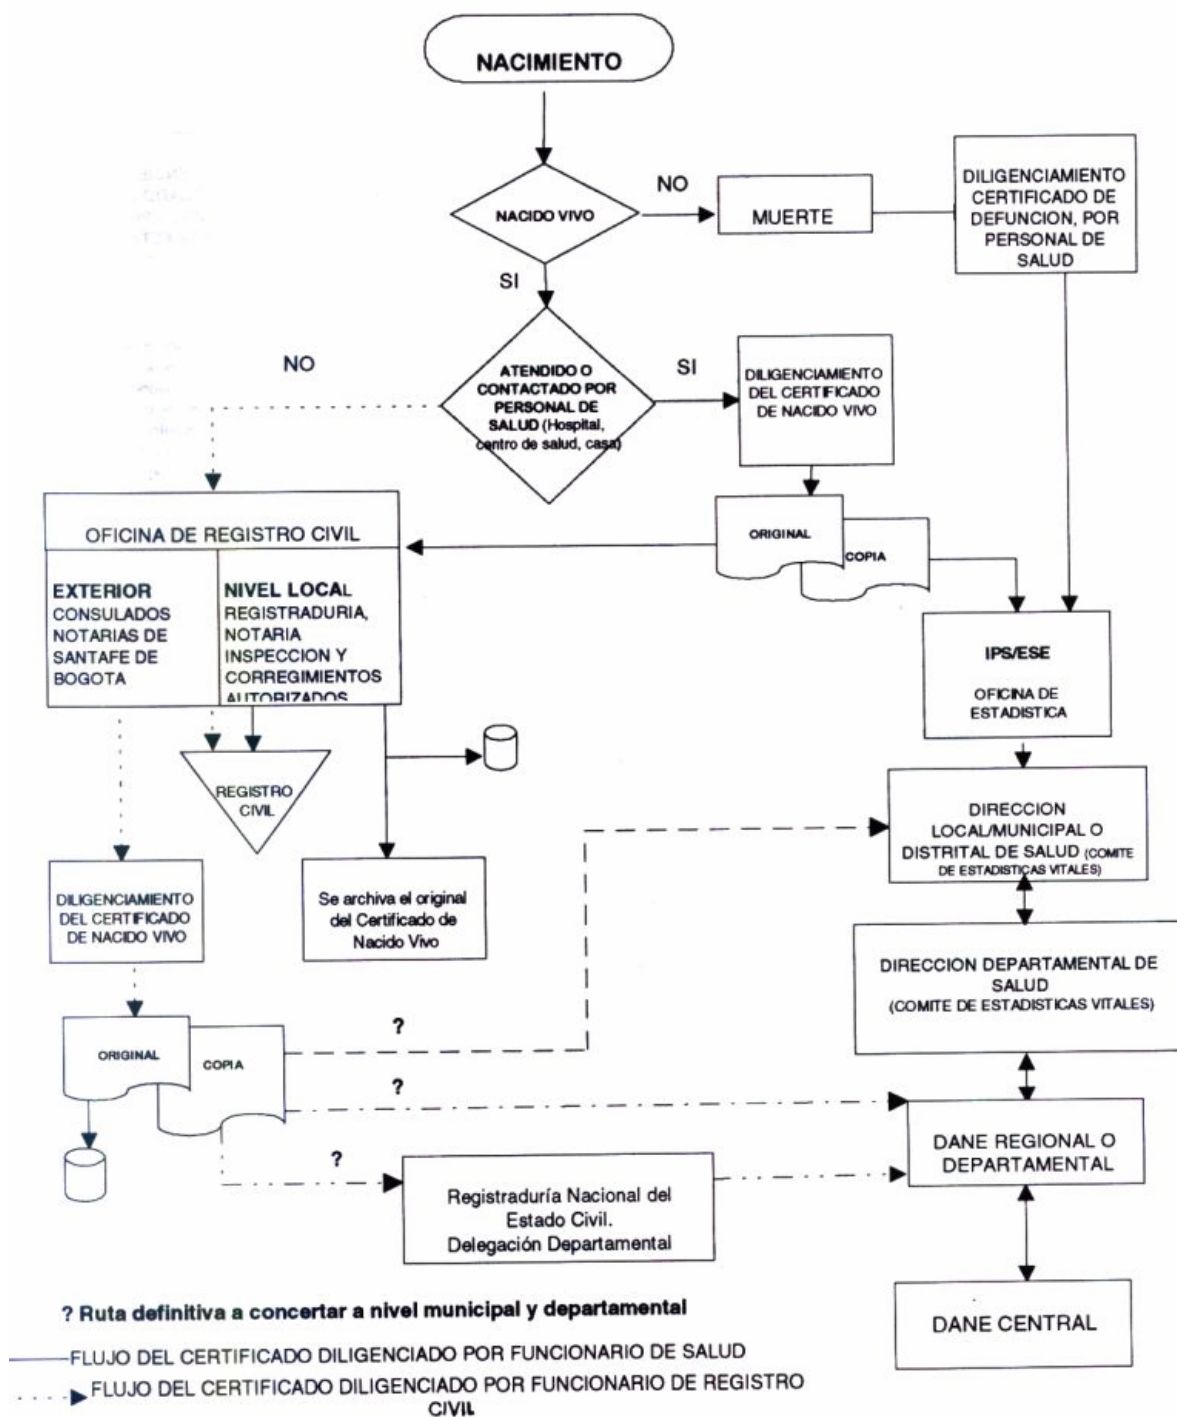 NACIMIENTO
NACIDO VIVO
NO
MUERTE
DILIGENCIAMIENTO
CERTIFICADO DE
DEFUNCION, POR
PERSONAL DE
SALUD
SI
ATENDIDO O
CONTACTADO POR
PERSONAL DE
SALUD (Hospital,
centro de salud, casa)
NO
SI
DILIGENCIAMIENTO
DEL CERTIFICADO
DE NACIDO VIVO
ORIGINAL
COPIA
OFICINA DE REGISTRO CIVIL
EXTERIOR
CONSULADOS
NOTARIAS DE
SANTAFE DE
BOGOTA
NIVEL LOCAL
REGISTRADURIA,
NOTARIA
INSPECCION Y
CORREGIMIENTOS
AUTORIZADOS
IPS/ESE
OFICINA DE
ESTADISTICA
REGISTRO
CIVIL
DIRECCION
LOCAL/MUNICIPAL O
DISTRITAL DE SALUD (COMITE
DE ESTADISTICAS VITALES)
DILIGENCIAMIENTO
DEL CERTIFICADO
DE NACIDO VIVO
Se archiva el original
del Certificado de
Nacido Vivo
DIRECCION DEPARTAMENTAL DE
SALUD
(COMITE DE ESTADISTICAS VITALES)
ORIGINAL
COPIA
?
?
?
DANE REGIONAL O
DEPARTAMENTAL
Registraduría Nacional del
Estado Civil.
Delegación Departamental
DANE CENTRAL
? Ruta definitiva a concertar a nivel municipal y departamental
FLUJO DEL CERTIFICADO DILIGENCIADO POR FUNCIONARIO DE SALUD
FLUJO DEL CERTIFICADO DILIGENCIADO POR FUNCIONARIO DE REGISTRO
CIVIL